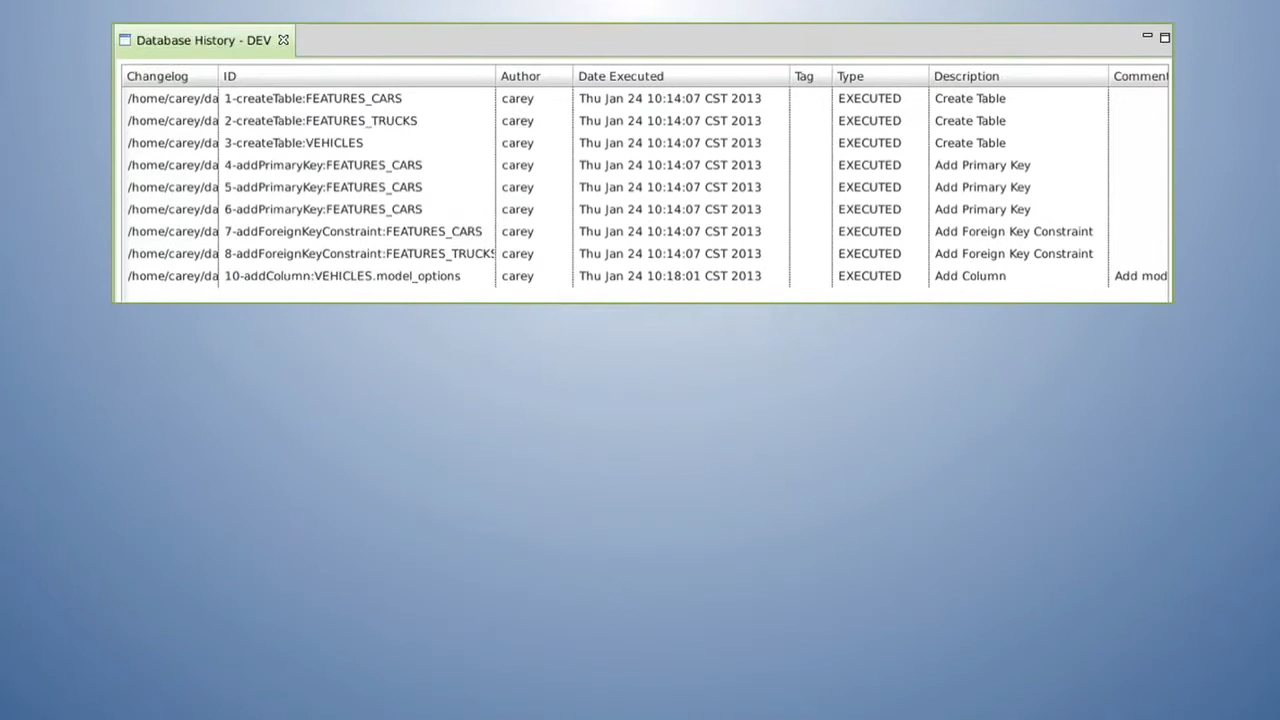 Database History - DEV
Changelog ID Author Date Executed Tag Type Description Comment
/home/carey/da 1-createTable:FEATURES_CARS carey Thu Jan 24 10:14:07 CST 2013 EXECUTED Create Table
/home/carey/da 2-createTable:FEATURES_TRUCKS carey Thu Jan 24 10:14:07 CST 2013 EXECUTED Create Table
/home/carey/da 3-createTable:VEHICLES carey Thu Jan 24 10:14:07 CST 2013 EXECUTED Create Table
/home/carey/da 4-addPrimaryKey:FEATURES_CARS carey Thu Jan 24 10:14:07 CST 2013 EXECUTED Add Primary Key
/home/carey/da 5-addPrimaryKey:FEATURES_CARS carey Thu Jan 24 10:14:07 CST 2013 EXECUTED Add Primary Key
/home/carey/da 6-addPrimaryKey:FEATURES_CARS carey Thu Jan 24 10:14:07 CST 2013 EXECUTED Add Primary Key
/home/carey/da 7-addForeignKeyConstraint:FEATURES_CARS carey Thu Jan 24 10:14:07 CST 2013 EXECUTED Add Foreign Key Constraint
/home/carey/da 8-addForeignKeyConstraint:FEATURES_TRUCKS carey Thu Jan 24 10:14:07 CST 2013 EXECUTED Add Foreign Key Constraint
/home/carey/da 10-addColumn:VEHICLES.model_options carey Thu Jan 24 10:18:01 CST 2013 EXECUTED Add Column Add mod